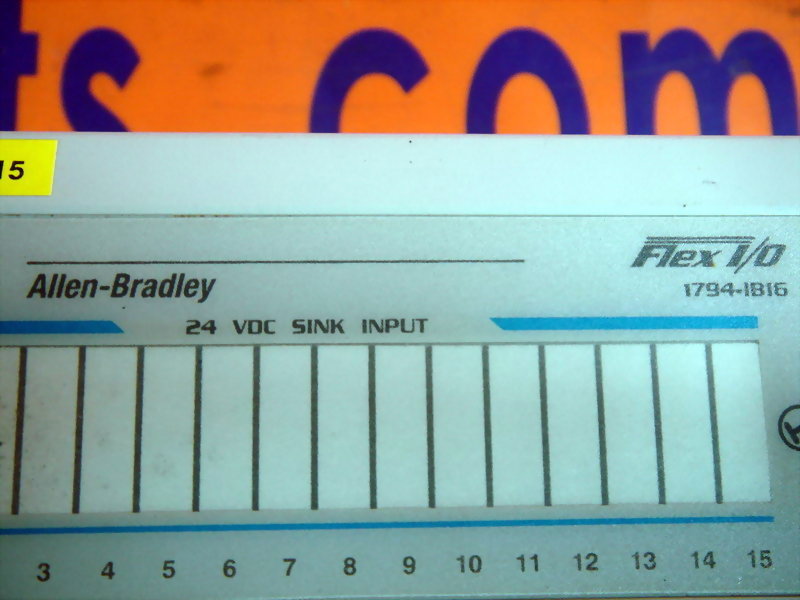 ts.com
15
Flex I/O
Allen-Bradley
1794-IB16
24 VDC SINK INPUT
3 4 5 6 7 8 9 10 11 12 13 14 15